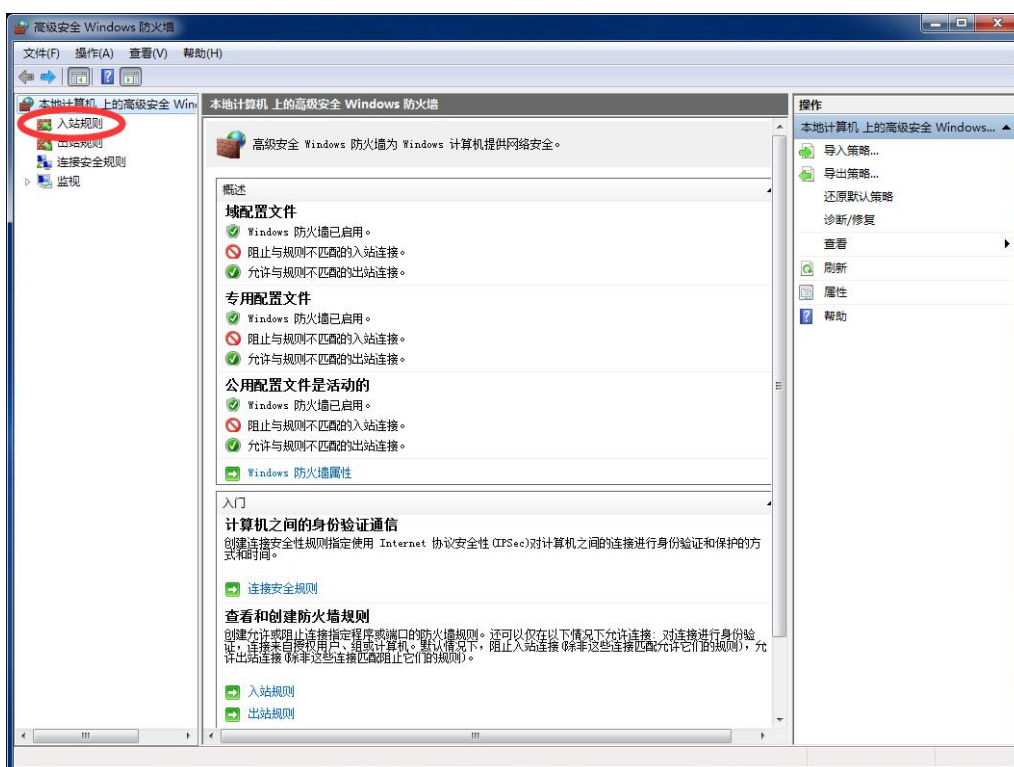 高级安全 Windows 防火墙
文件(F) 操作(A) 查看(V) 帮助(H)
本地计算机 上的高级安全 Win
入站规则
出站规则
连接安全规则
监视
本地计算机 上的高级安全 Windows 防火墙
高级安全 Windows 防火墙为 Windows 计算机提供网络安全。
概述
域配置文件
Windows 防火墙已启用。
阻止与规则不匹配的入站连接。
允许与规则不匹配的出站连接。
专用配置文件
Windows 防火墙已启用。
阻止与规则不匹配的入站连接。
允许与规则不匹配的出站连接。
公用配置文件是活动的
Windows 防火墙已启用。
阻止与规则不匹配的入站连接。
允许与规则不匹配的出站连接。
Windows 防火墙属性
入门
计算机之间的身份验证通信
创建连接安全性规则指定使用 Internet 协议安全性(IPSec)对计算机之间的连接进行身份验证和保护的方
式和时间。
连接安全规则
查看和创建防火墙规则
创建允许或阻止连接指定程序或端口的防火墙规则。还可以仅在以下情况下允许连接: 对连接进行身份验
证，连接来自授权用户、组或计算机。默认情况下，阻止入站连接(除非这些连接匹配允许它们的规则)，允
许出站连接(除非这些连接匹配阻止它们的规则)。
入站规则
出站规则
操作
本地计算机 上的高级安全 Windows...
导入策略...
导出策略...
还原默认策略
诊断/修复
查看
刷新
属性
帮助